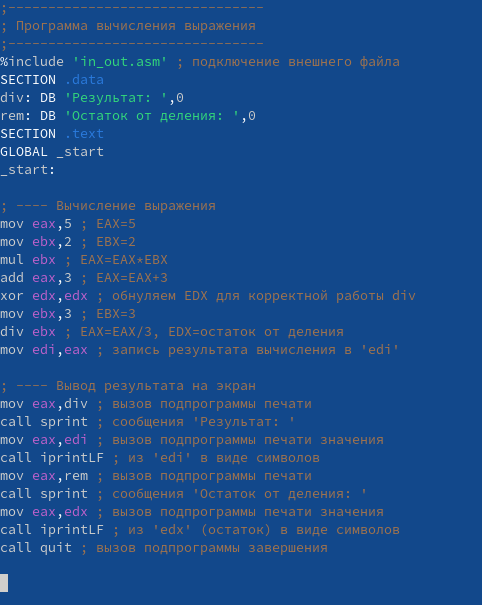 ;--------------------------------
; Программа вычисления выражения
;--------------------------------
%include 'in_out.asm' ; подключение внешнего файла
SECTION .data
div: DB 'Результат: ',0
rem: DB 'Остаток от деления: ',0
SECTION .text
GLOBAL _start
_start:
; ---- Вычисление выражения
mov eax,5 ; EAX=5
mov ebx,2 ; EBX=2
mul ebx ; EAX=EAX*EBX
add eax,3 ; EAX=EAX+3
xor edx,edx ; обнуляем EDX для корректной работы div
mov ebx,3 ; EBX=3
div ebx ; EAX=EAX/3, EDX=остаток от деления
mov edi,eax ; запись результата вычисления в 'edi'
; ---- Вывод результата на экран
mov eax,div ; вызов подпрограммы печати
call sprint ; сообщения 'Результат: '
mov eax,edi ; вызов подпрограммы печати значения
call iprintLF ; из 'edi' в виде символов
mov eax,rem ; вызов подпрограммы печати
call sprint ; сообщения 'Остаток от деления: '
mov eax,edx ; вызов подпрограммы печати значения
call iprintLF ; из 'edx' (остаток) в виде символов
call quit ; вызов подпрограммы завершения